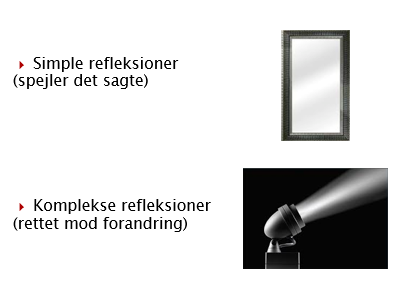 Simple refleksioner
(spejler det sagte)
Komplekse refleksioner
(rettet mod forandring)